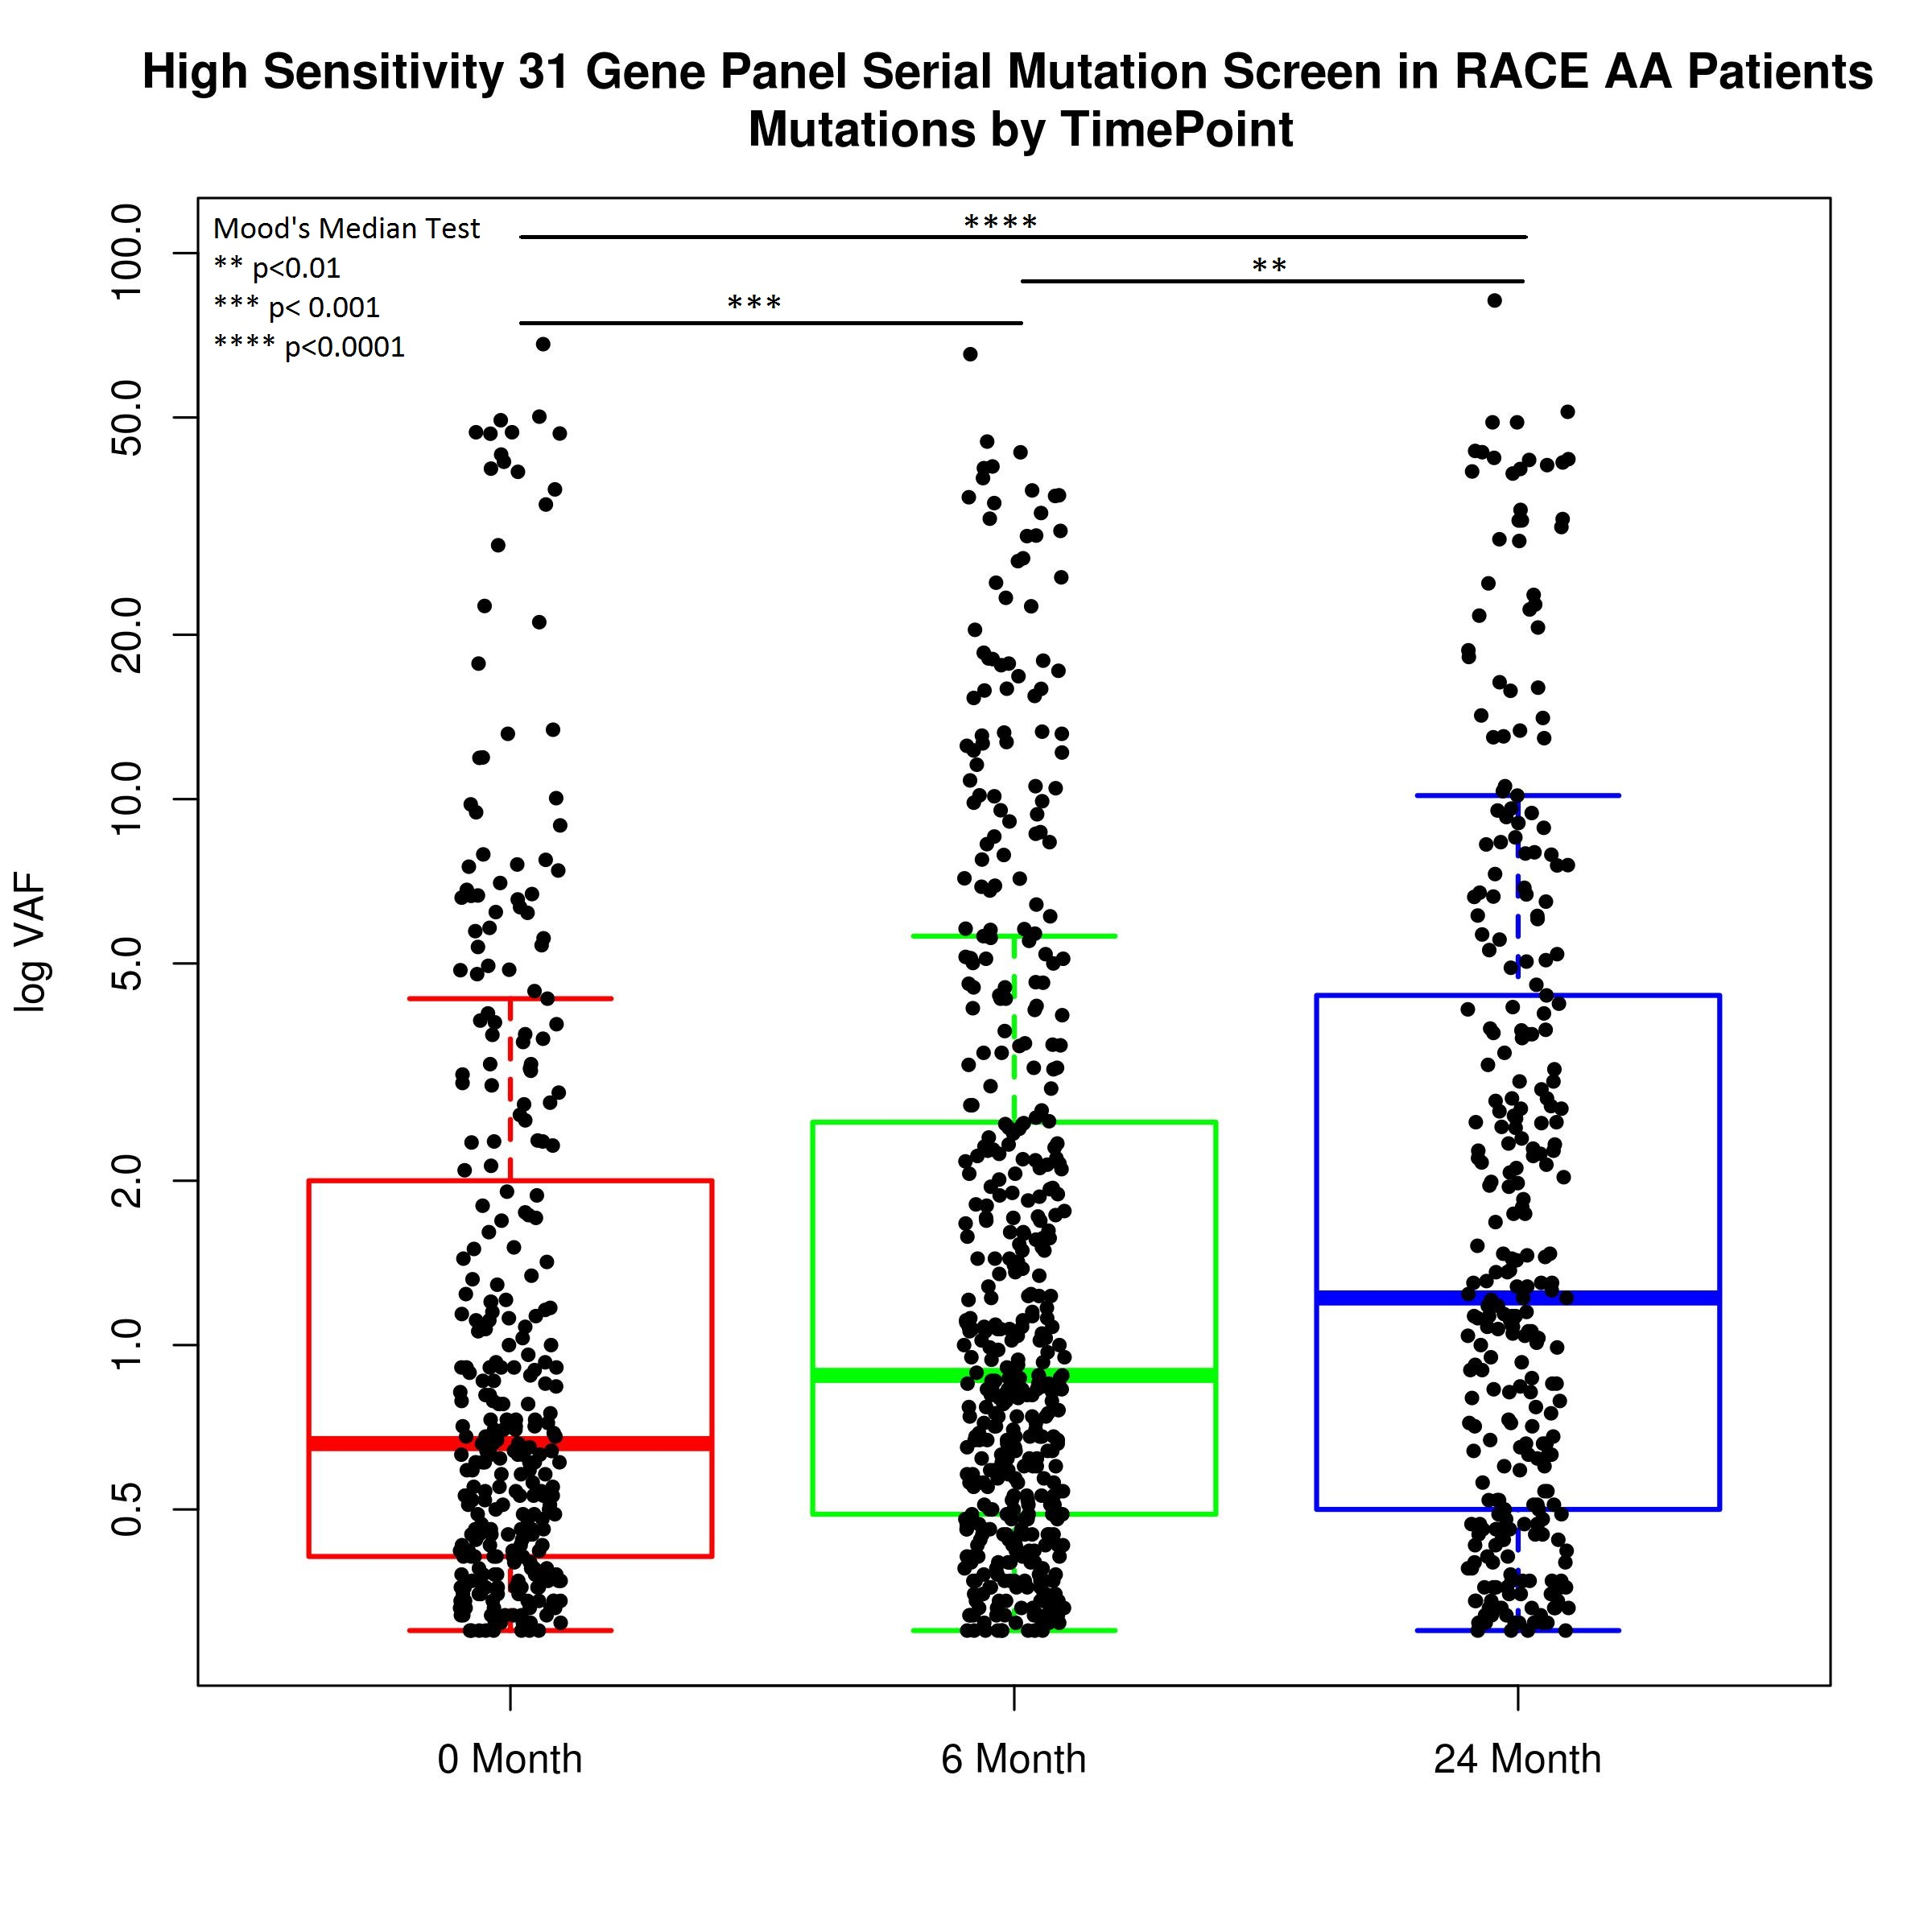 High Sensitivity 31 Gene Panel Serial Mutation Screen in RACE AA Patients
Mutations by TimePoint
Mood's Median Test
** p<0.01
*** p< 0.001
**** p<0.0001
****
**
***
log VAF
100.0
50.0
20.0
10.0
5.0
2.0
1.0
0.5
0 Month
6 Month
24 Month